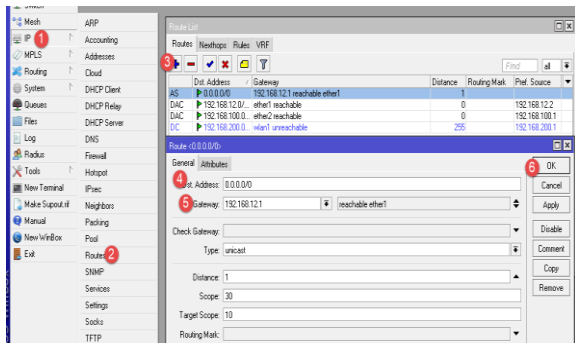 Mesh
IP 1
MPLS
Routing
System
Queues
Files
Log
Radius
Tools
New Terminal
Make Supout.rif
Manual
New WinBox
Exit
ARP
Accounting
Addresses
Cloud
DHCP Client
DHCP Relay
DHCP Server
DNS
Firewall
Hotspot
IPsec
Neighbors
Packing
Pool
Routes 2
SNMP
Services
Settings
Socks
TFTP
Route List
Routes Nexthops Rules VRF
3 Find all
Dst. Address Gateway Distance Routing Mark Pref. Source
AS 0.0.0.0/0 192.168.12.1 reachable ether1 1
DAC 192.168.12.0/... ether1 reachable 0 192.168.12.2
DAC 192.168.100.0... ether2 reachable 0 192.168.100.1
DC 192.168.200.0... wlan1 unreachable 255 192.168.200.1
Route <0.0.0.0/0>
General Attributes
4 Dst. Address: 0.0.0.0/0
5 Gateway: 192.168.12.1 reachable ether1
Check Gateway:
Type: unicast
Distance: 1
Scope: 30
Target Scope: 10
Routing Mark:
6 OK
Cancel
Apply
Disable
Comment
Copy
Remove